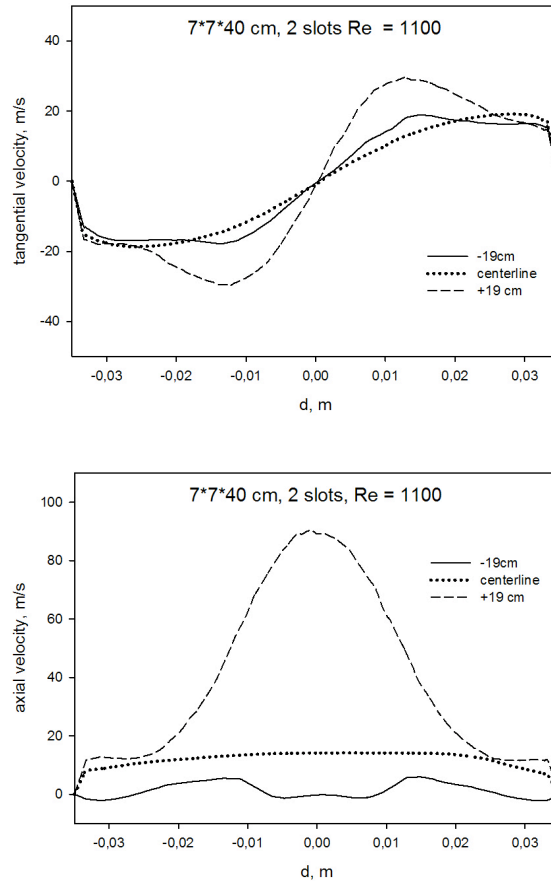 7*7*40 cm, 2 slots Re = 1100
tangential velocity, m/s
40
20
0
-20
-40
-19cm
centerline
+19 cm
-0,03 -0,02 -0,01 0,00 0,01 0,02 0,03
d, m
7*7*40 cm, 2 slots, Re = 1100
axial velocity, m/s
100
80
60
40
20
0
-19cm
centerline
+19 cm
-0,03 -0,02 -0,01 0,00 0,01 0,02 0,03
d, m